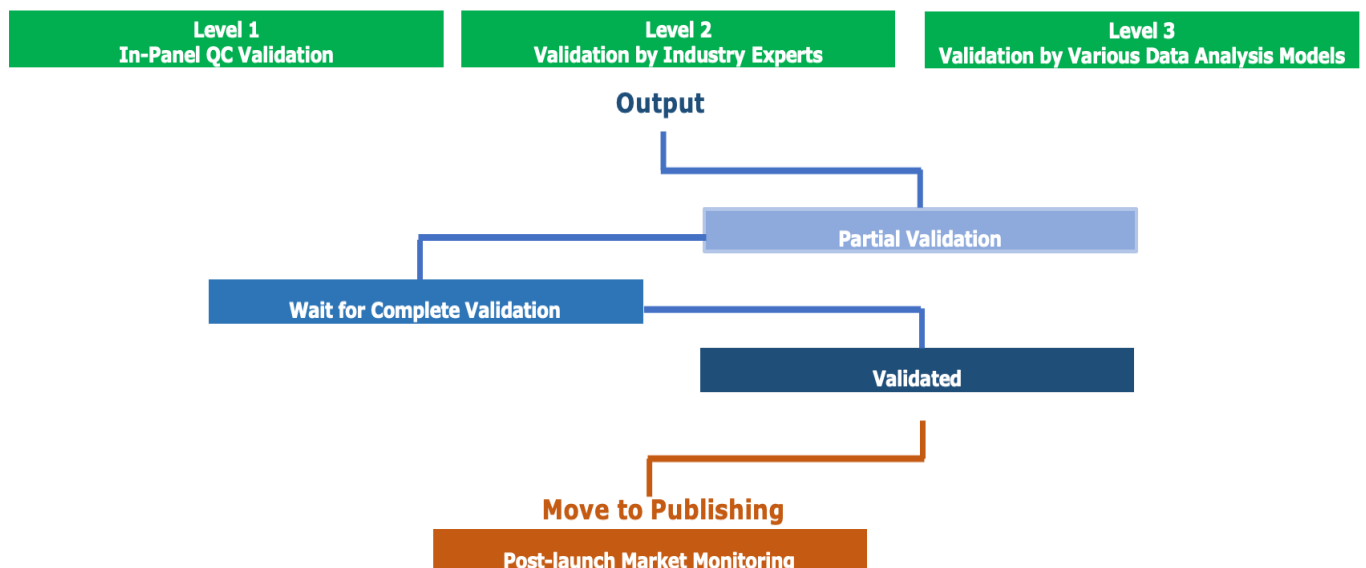 Level 1
In-Panel QC Validation
Level 2
Validation by Industry Experts
Level 3
Validation by Various Data Analysis Models
Output
Partial Validation
Wait for Complete Validation
Validated
Move to Publishing
Post-launch Market Monitoring